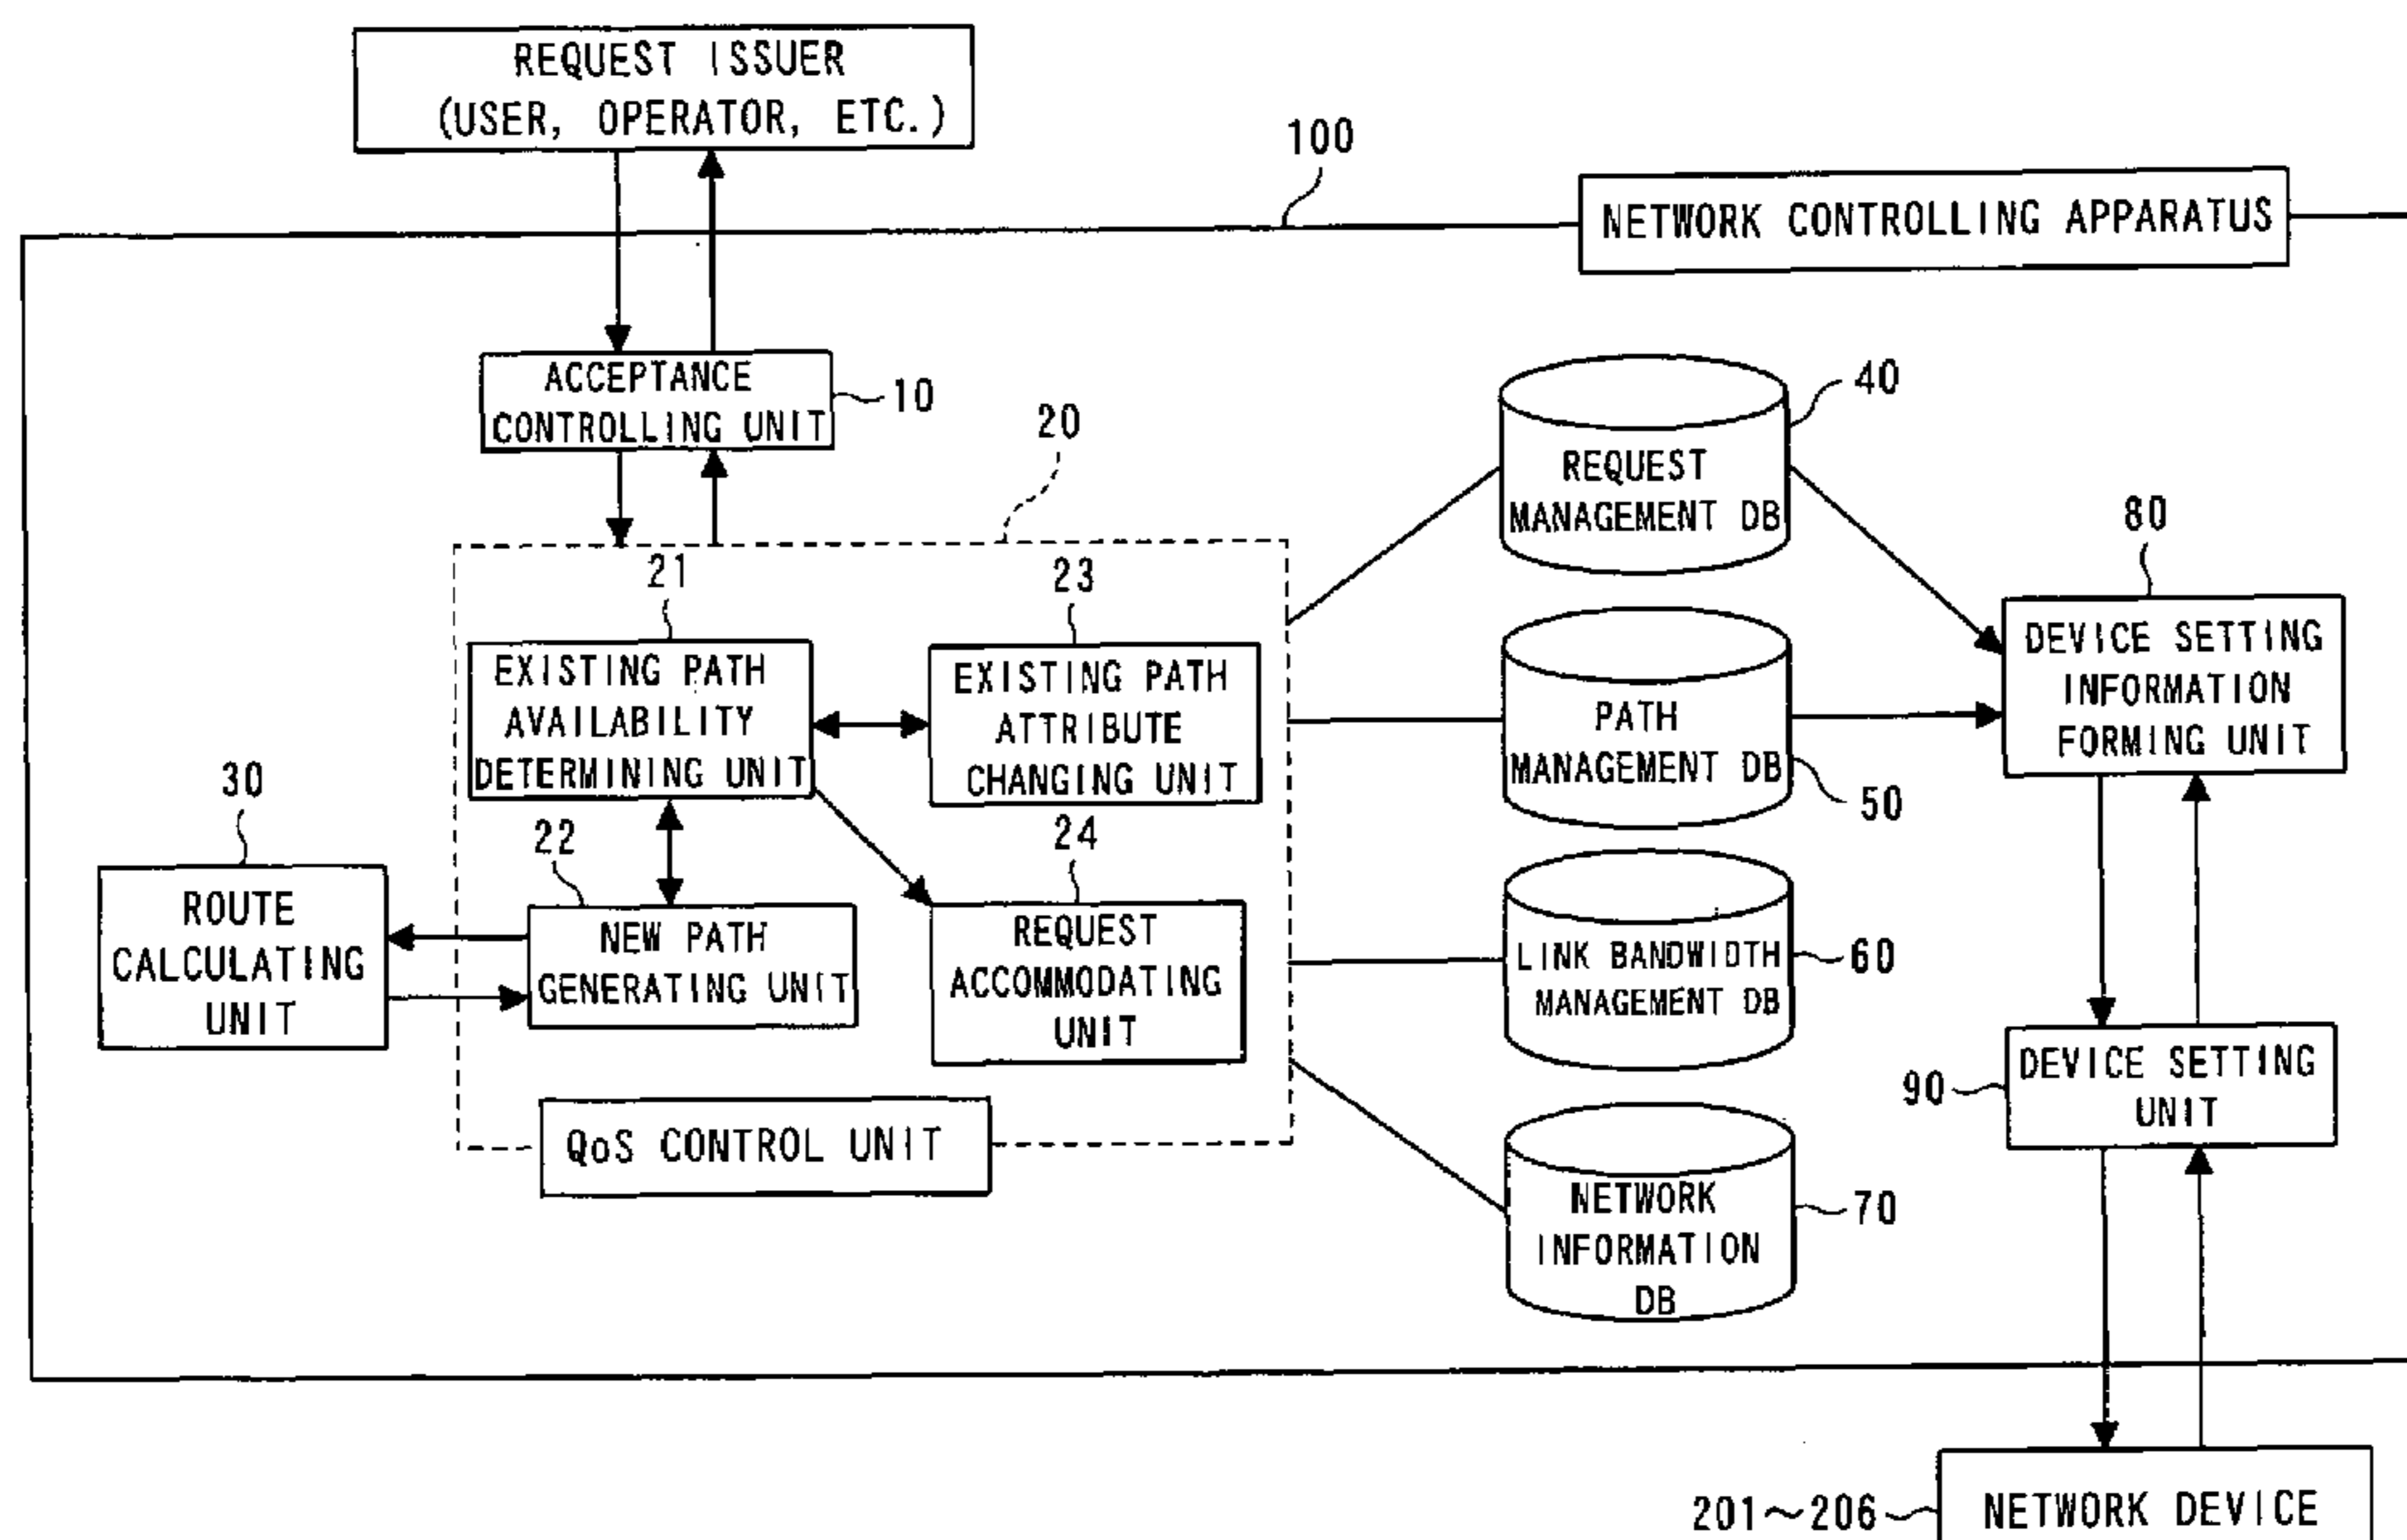 REQUEST ISSUER
(USER, OPERATOR, ETC.)
100
NETWORK CONTROLLING APPARATUS
ACCEPTANCE
CONTROLLING UNIT
10
20
40
REQUEST
MANAGEMENT DB
80
21
23
EXISTING PATH
AVAILABILITY
DETERMINING UNIT
EXISTING PATH
ATTRIBUTE
CHANGING UNIT
PATH
MANAGEMENT DB
50
DEVICE SETTING
INFORMATION
FORMING UNIT
30
22
24
ROUTE
CALCULATING
UNIT
NEW PATH
GENERATING UNIT
REQUEST
ACCOMMODATING
UNIT
LINK BANDWIDTH
MANAGEMENT DB
60
90
DEVICE SETTING
UNIT
QoS CONTROL UNIT
NETWORK
INFORMATION
DB
70
201~206
NETWORK DEVICE